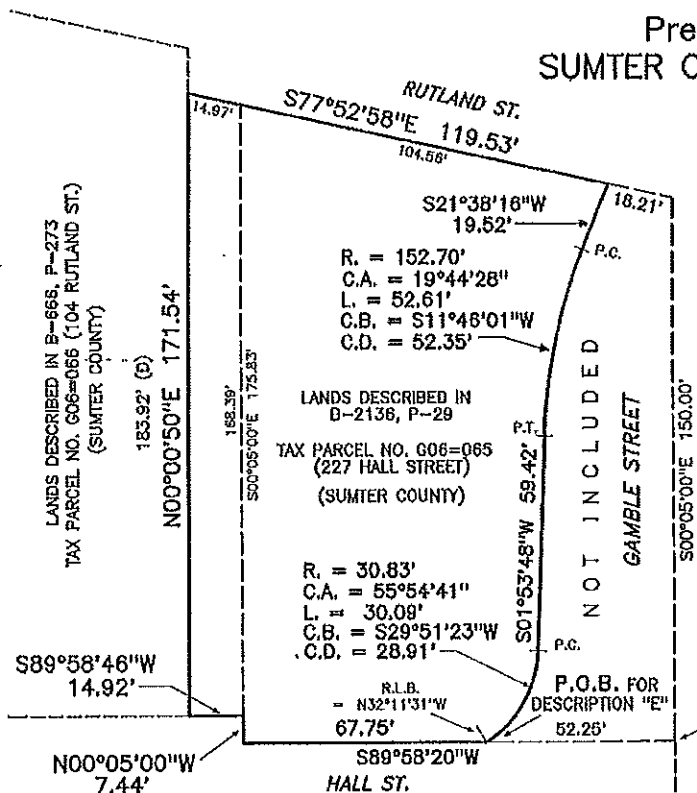 Pre
SUMTER C
RUTLAND ST.
14.97'
S77°52'58"E 119.53'
104.56'
18.21'
S21°38'16"W
19.52'
P.C.
R. = 152.70'
C.A. = 19°44'28"
L. = 52.61'
C.B. = S11°46'01"W
C.D. = 52.35'
LANDS DESCRIBED IN B-666, P-273
TAX PARCEL NO. G06=066 (104 RUTLAND ST.)
(SUMTER COUNTY)
183.92' (D)
N00°00'50"E 171.54'
168.39'
S00°05'00"E 175.83'
LANDS DESCRIBED IN
D-2136, P-29
TAX PARCEL NO. G06=065
(227 HALL STREET)
(SUMTER COUNTY)
P.T.
S01°53'48"W 59.42'
NOT INCLUDED
GAMBLE STREET
S00°05'00"E 150.00'
R. = 30.83'
C.A. = 55°54'41"
L. = 30.09'
C.B. = S29°51'23"W
C.D. = 28.91'
P.C.
S89°58'46"W
14.92'
R.L.B.
= N32°11'31"W
P.O.B. FOR
DESCRIPTION "E"
67.75'
52.25'
S89°58'20"W
N00°05'00"W
7.44'
HALL ST.